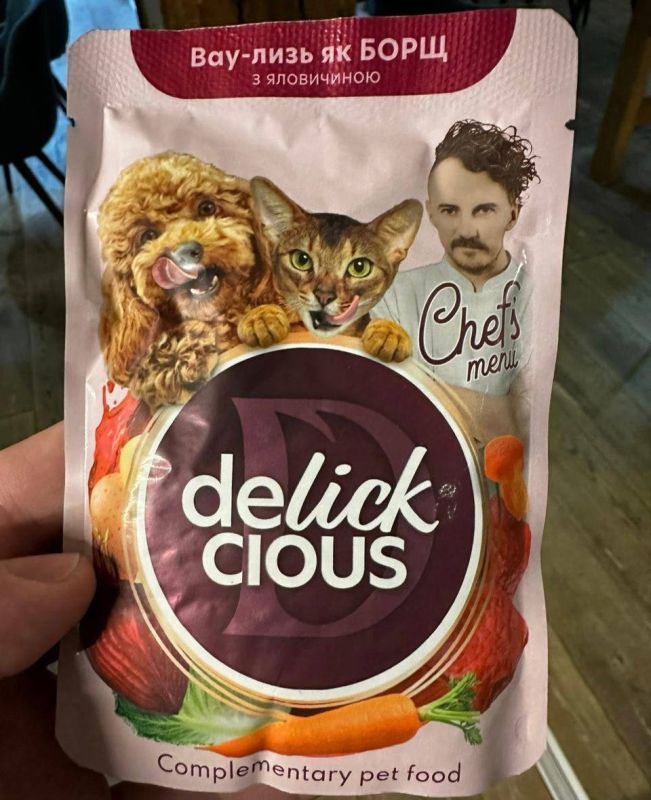 Вау-лизь як БОРЩ
з яловичиною
Chef's
menu
delick
cious
Complementary pet food